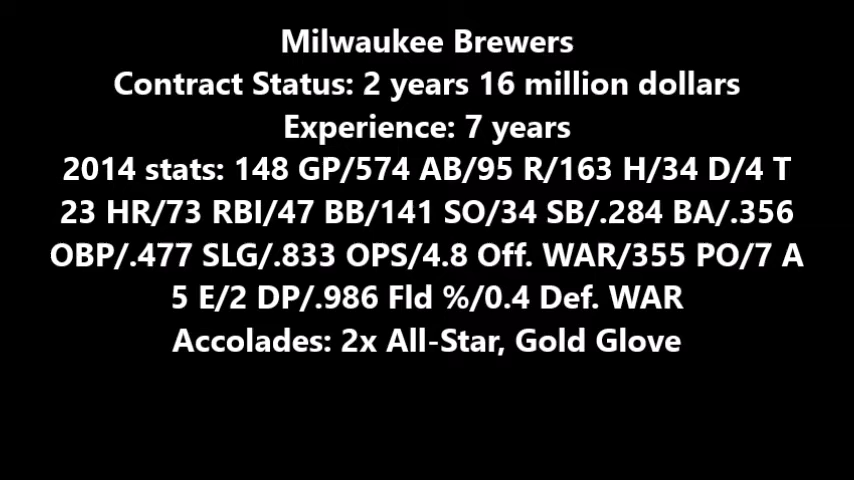 Milwaukee Brewers
Contract Status: 2 years 16 million dollars
Experience: 7 years
2014 stats: 148 GP/574 AB/95 R/163 H/34 D/4 T
23 HR/73 RBI/47 BB/141 SO/34 SB/.284 BA/.356
OBP/.477 SLG/.833 OPS/4.8 Off. WAR/355 PO/7 A
5 E/2 DP/.986 Fld %/0.4 Def. WAR
Accolades: 2x All-Star, Gold Glove